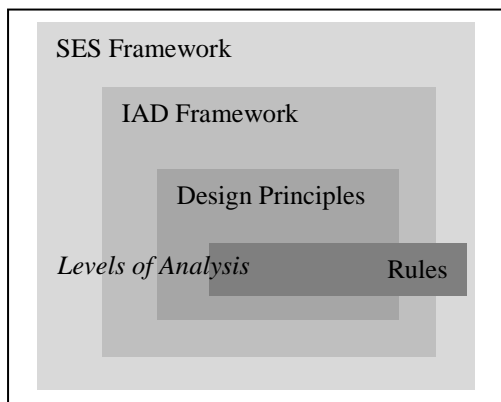 SES Framework
IAD Framework
Design Principles
Levels of Analysis Rules